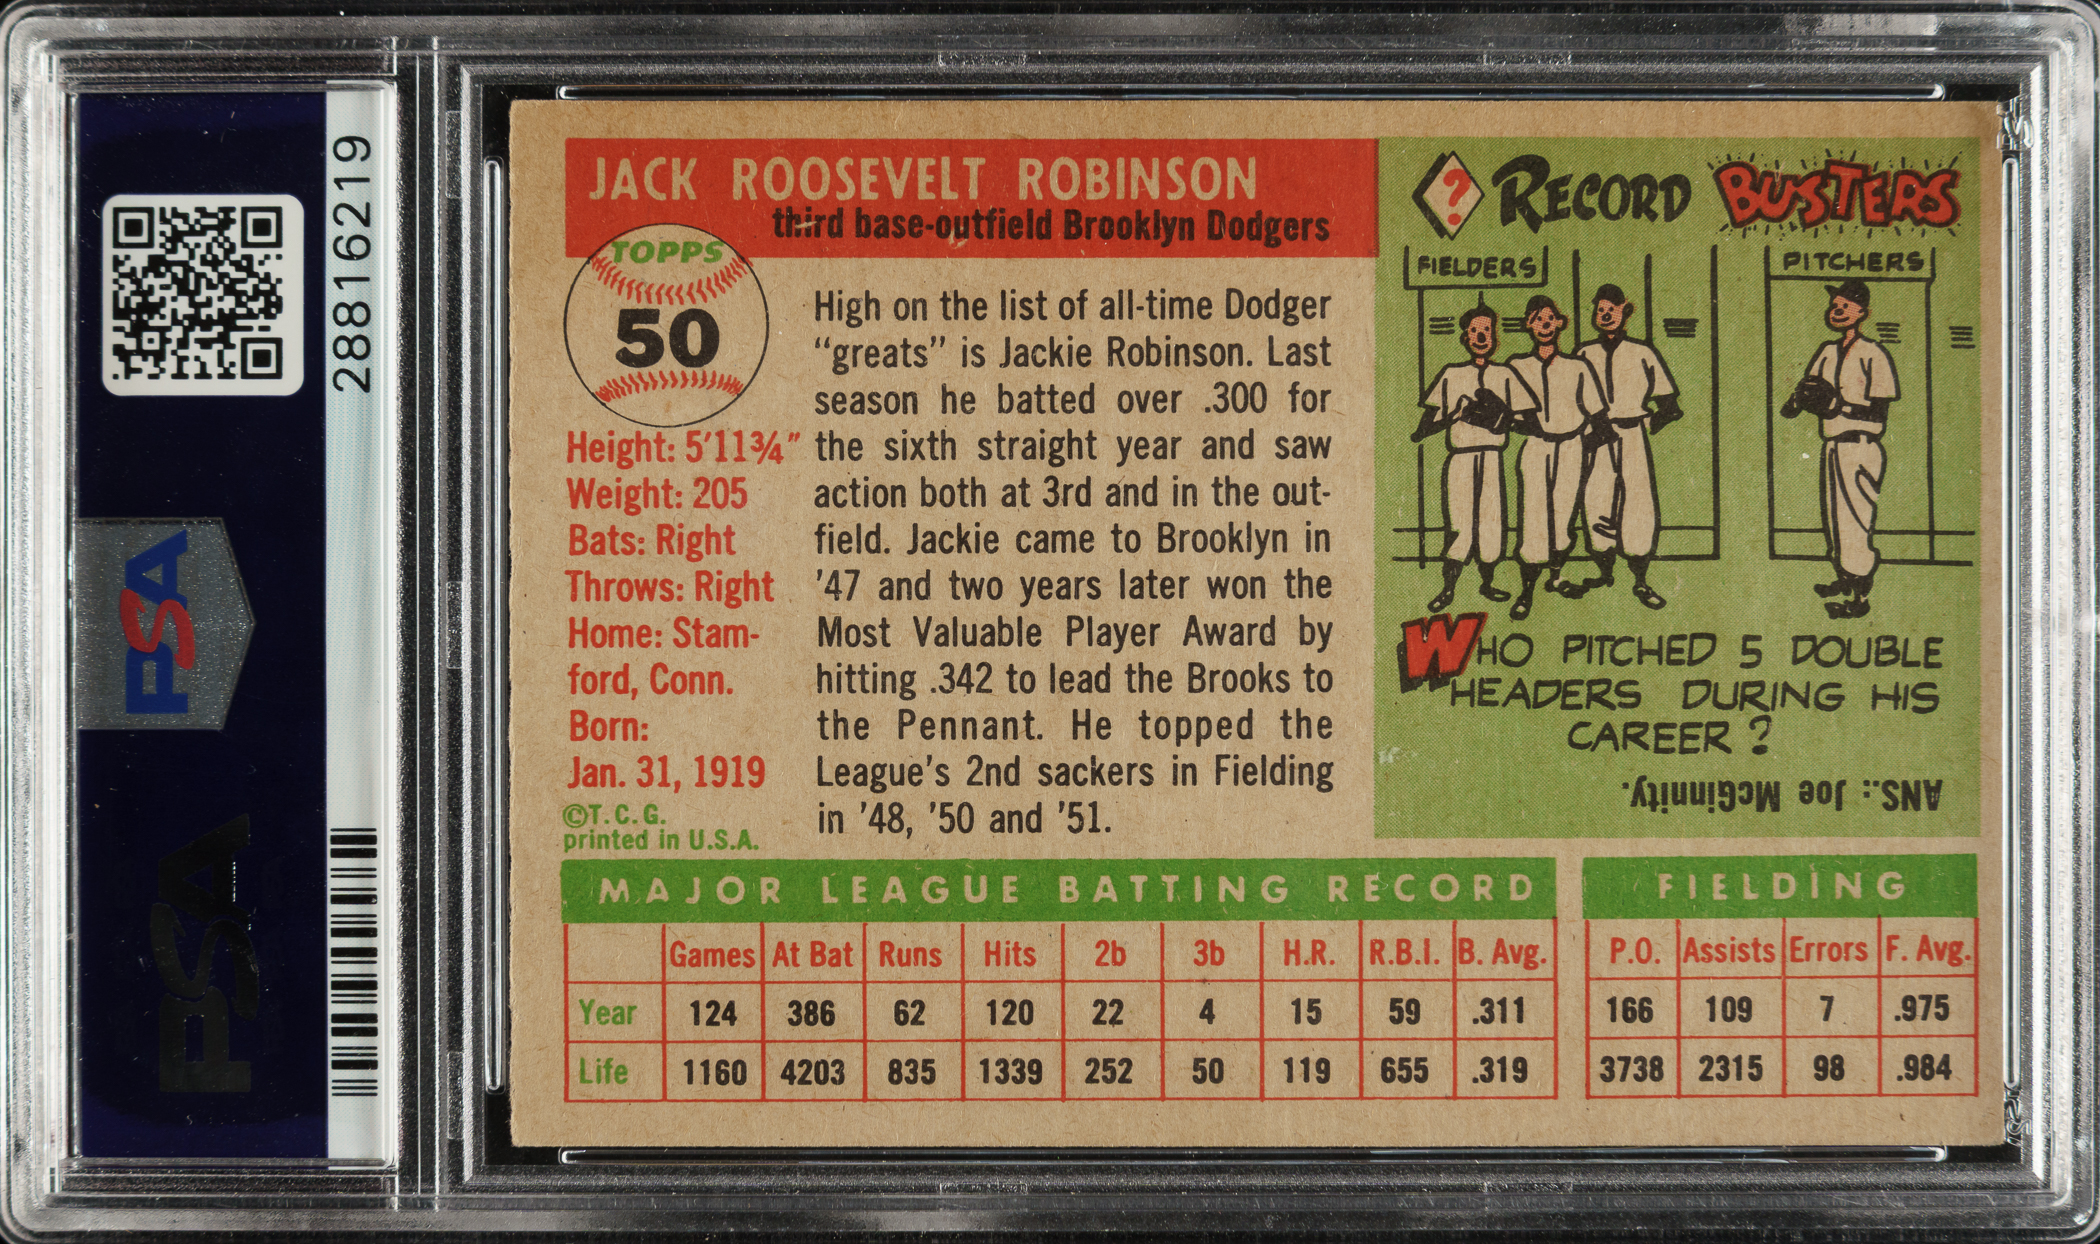 28816219
PSA
PSA
JACK ROOSEVELT ROBINSON
third base-outfield Brooklyn Dodgers
TOPPS
50
Height: 5'11¾"
Weight: 205
Bats: Right
Throws: Right
Home: Stam-
ford, Conn.
Born:
Jan. 31, 1919
©T.C.G.
printed in U.S.A.
High on the list of all-time Dodger
“greats” is Jackie Robinson. Last
season he batted over .300 for
the sixth straight year and saw
action both at 3rd and in the out-
field. Jackie came to Brooklyn in
’47 and two years later won the
Most Valuable Player Award by
hitting .342 to lead the Brooks to
the Pennant. He topped the
League’s 2nd sackers in Fielding
in ’48, ’50 and ’51.
? RECORD BUSTERS
FIELDERS
PITCHERS
WHO PITCHED 5 DOUBLE
HEADERS DURING HIS
CAREER?
ANS.: Joe McGinnity.
MAJOR LEAGUE BATTING RECORD
Games At Bat Runs Hits 2b 3b H.R. R.B.I. B. Avg.
Year 124 386 62 120 22 4 15 59 .311
Life 1160 4203 835 1339 252 50 119 655 .319
FIELDING
P.O. Assists Errors F. Avg.
166 109 7 .975
3738 2315 98 .984